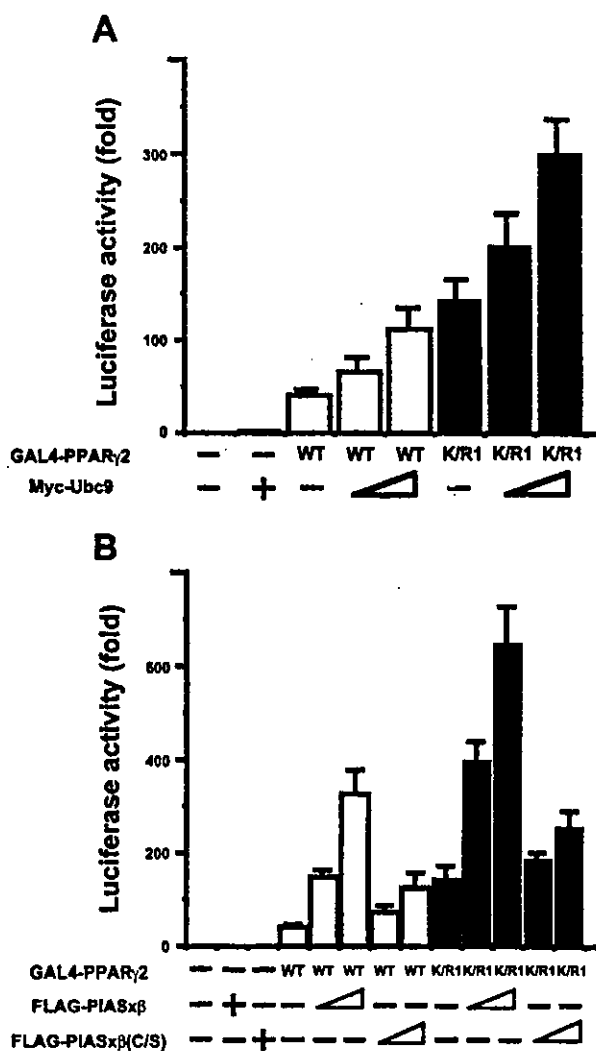 A
Luciferase activity (fold)
300
200
100
0
GAL4-PPARγ2 – – WT WT WT K/R1 K/R1 K/R1
Myc-Ubc9 – + – –
B
Luciferase activity (fold)
600
400
200
0
GAL4-PPARγ2 – – – WT WT WT WT WT K/R1 K/R1 K/R1 K/R1 K/R1
FLAG-PIASxβ – + – – – – – – –
FLAG-PIASxβ(C/S) – – + – – – – – –